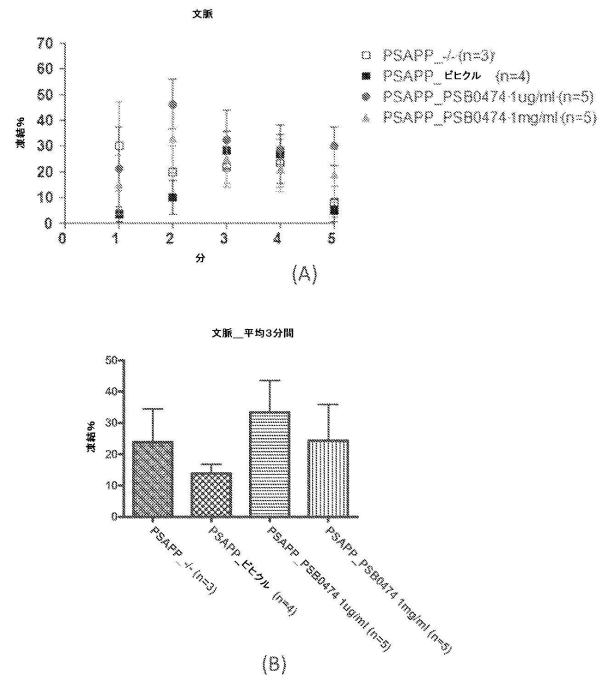 文脈
70
60
50
40
30
20
10
0
凍結%
0 1 2 3 4 5
分
PSAPP_-/-(n=3)
PSAPP_ビヒクル (n=4)
PSAPP_PSB0474 1ug/ml (n=5)
PSAPP_PSB0474 1mg/ml (n=5)
(A)
文脈__平均3分間
50
40
30
20
10
0
凍結%
PSAPP_-/- (n=3)
PSAPP_ビヒクル (n=4)
PSAPP_PSB0474 1ug/ml (n=5)
PSAPP_PSB0474 1mg/ml (n=5)
(B)